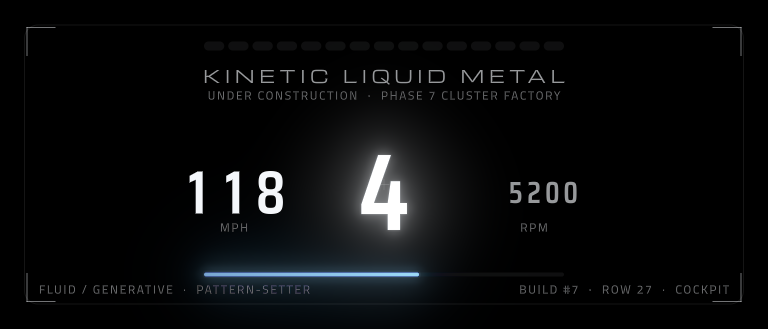 KINETIC LIQUID METAL
UNDER CONSTRUCTION · PHASE 7 CLUSTER FACTORY
118 4 5200
MPH RPM
FLUID / GENERATIVE · PATTERN-SETTER BUILD #7 · ROW 27 · COCKPIT